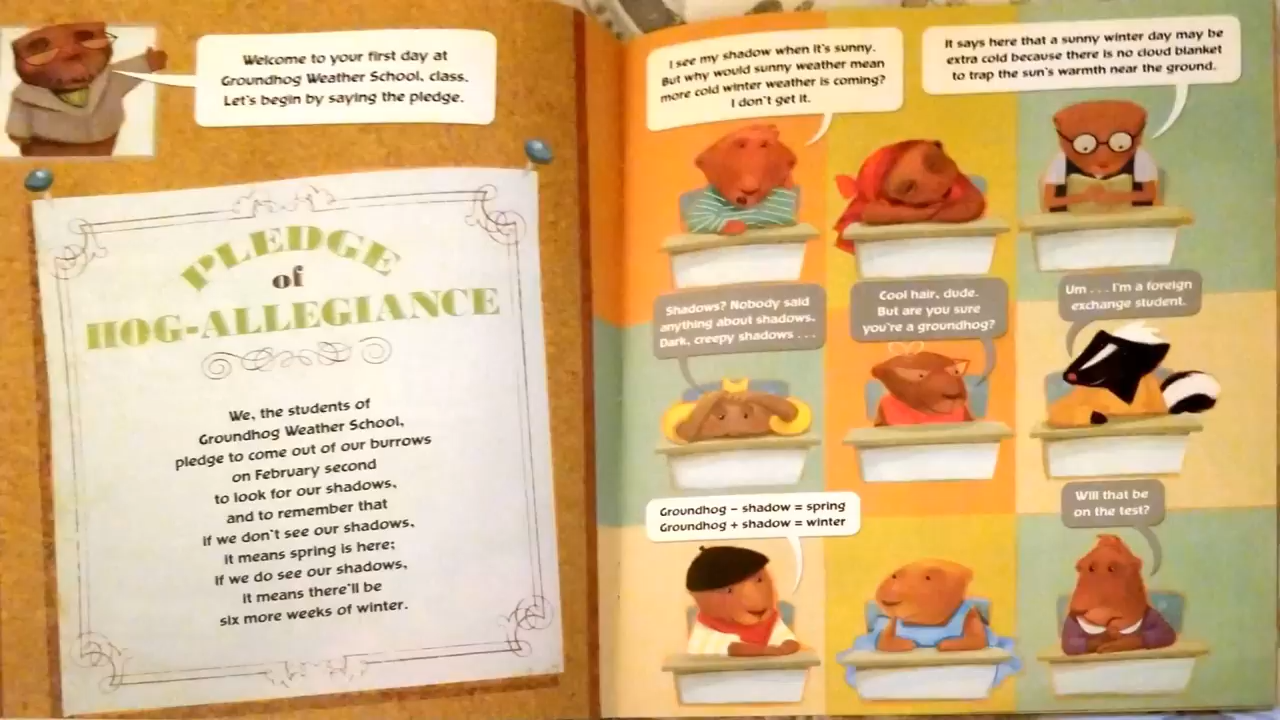 Welcome to your first day at
Groundhog Weather School, class.
Let's begin by saying the pledge.
PLEDGE
of
HOG-ALLEGIANCE
We, the students of
Groundhog Weather School,
pledge to come out of our burrows
on February second
to look for our shadows,
and to remember that
if we don't see our shadows,
it means spring is here;
if we do see our shadows,
it means there'll be
six more weeks of winter.
I see my shadow when it's sunny.
But why would sunny weather mean
more cold winter weather is coming?
I don't get it.
It says here that a sunny winter day may be
extra cold because there is no cloud blanket
to trap the sun's warmth near the ground.
Shadows? Nobody said
anything about shadows.
Dark, creepy shadows . . .
Cool hair, dude.
But are you sure
you're a groundhog?
Um . . . I'm a foreign
exchange student.
Groundhog – shadow = spring
Groundhog + shadow = winter
Will that be
on the test?